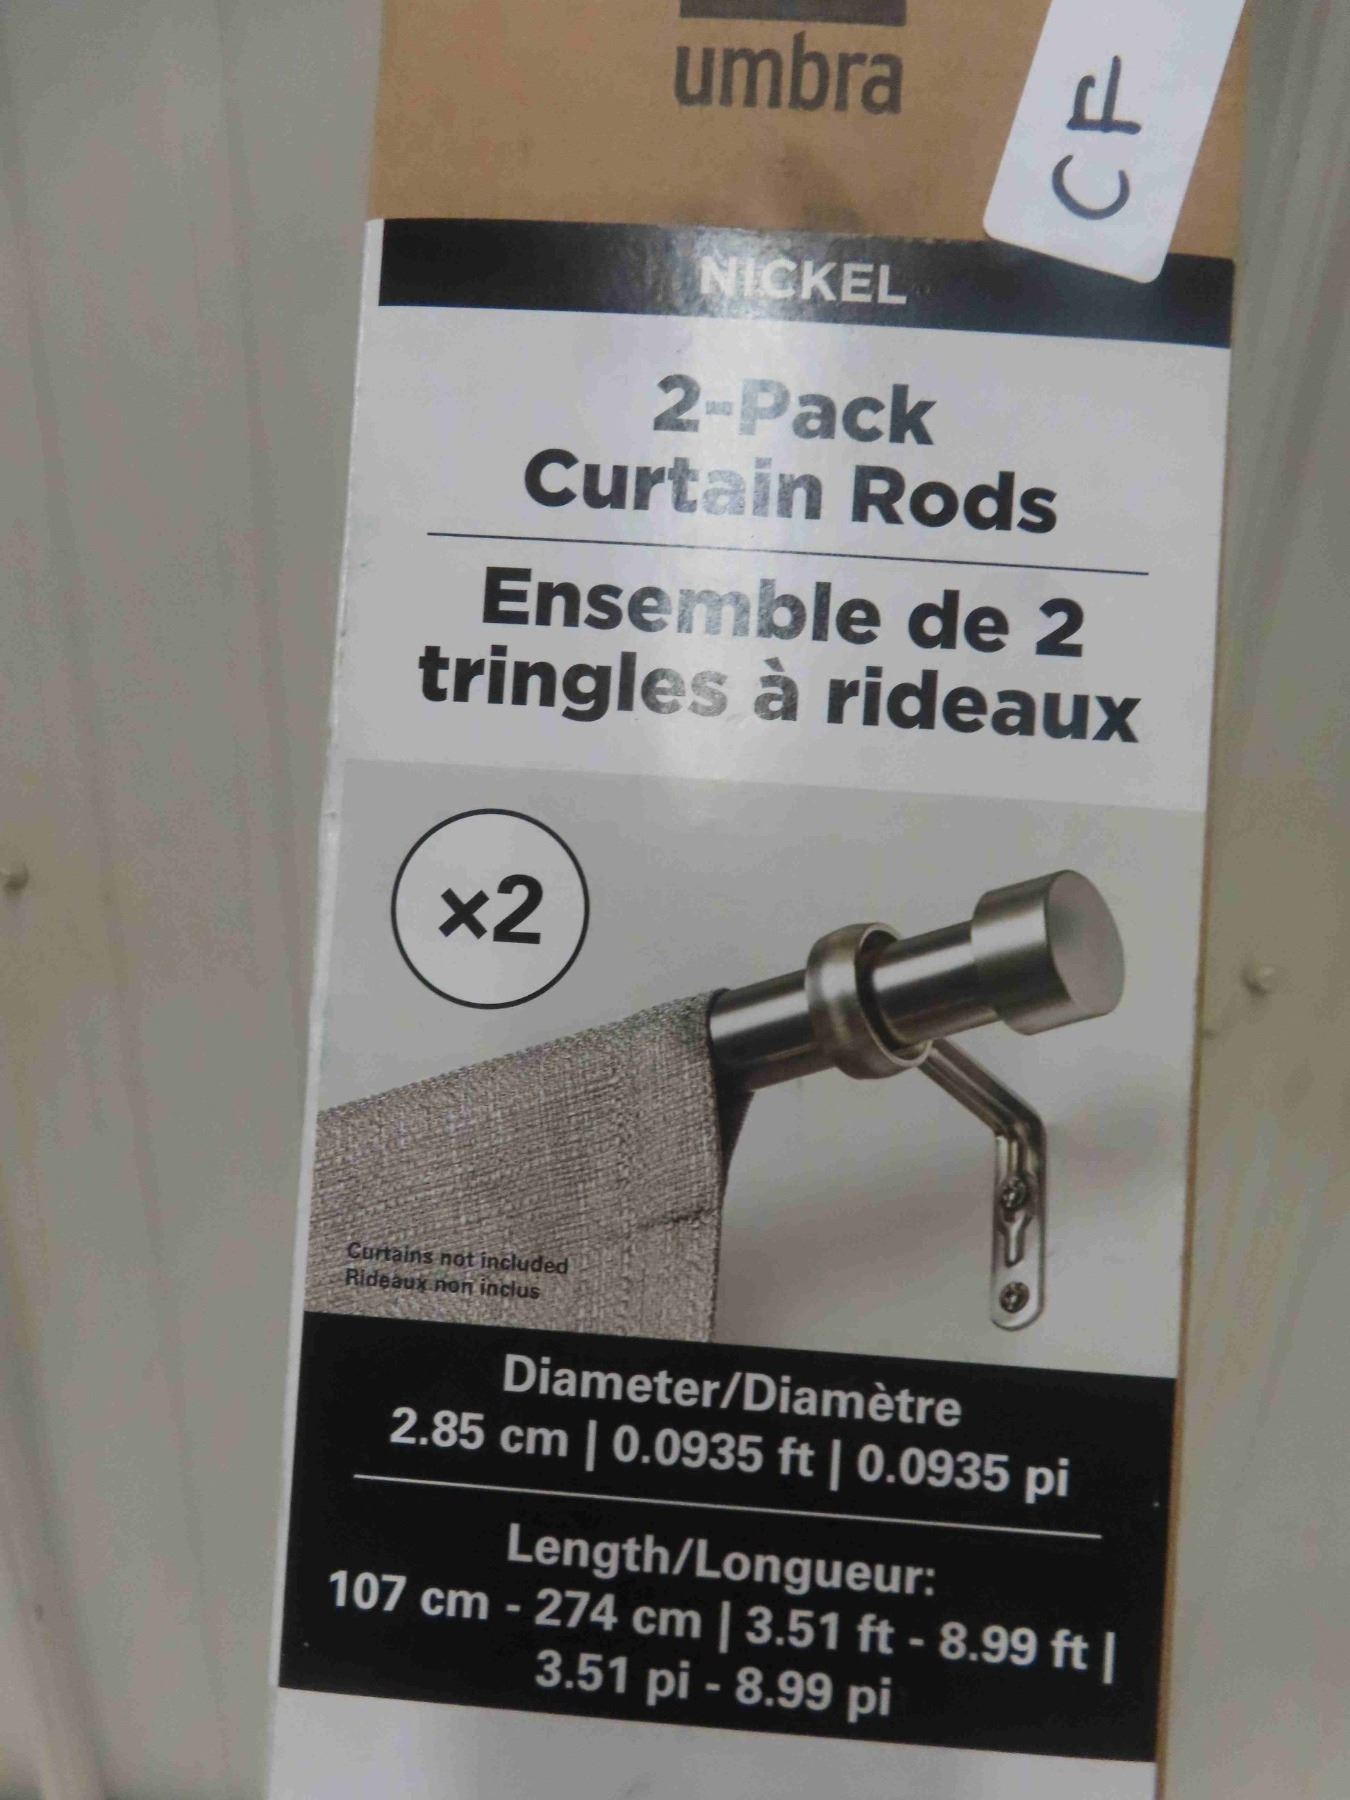 umbra
CF
NICKEL
2-Pack
Curtain Rods
Ensemble de 2
tringles à rideaux
×2
Curtains not included
Rideaux non inclus
Diameter/Diamètre
2.85 cm | 0.0935 ft | 0.0935 pi
Length/Longueur:
107 cm - 274 cm | 3.51 ft - 8.99 ft |
3.51 pi - 8.99 pi